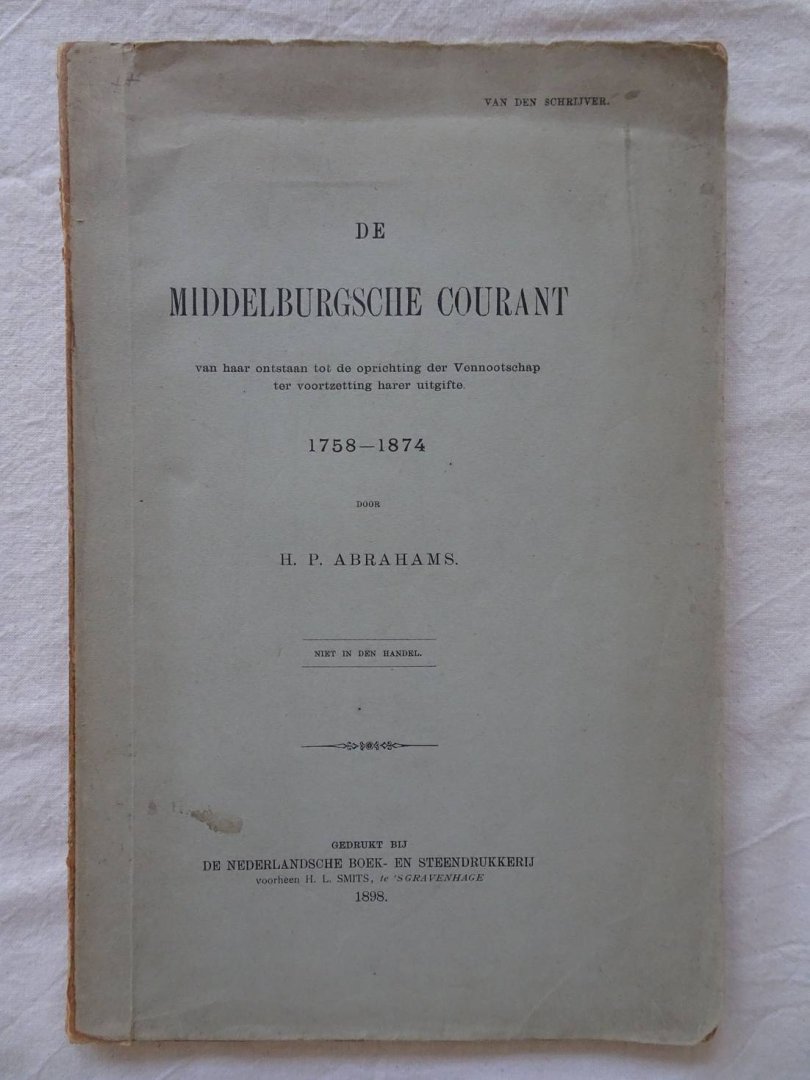 VAN DEN SCHRIJVER.
DE
MIDDELBURGSCHE COURANT
van haar ontstaan tot de oprichting der Vennootschap
ter voortzetting harer uitgifte.
1758—1874
DOOR
H. P. ABRAHAMS.
NIET IN DEN HANDEL.
GEDRUKT BIJ
DE NEDERLANDSCHE BOEK- EN STEENDRUKKERIJ
voorheen H. L. SMITS, te 'SGRAVENHAGE
1898.